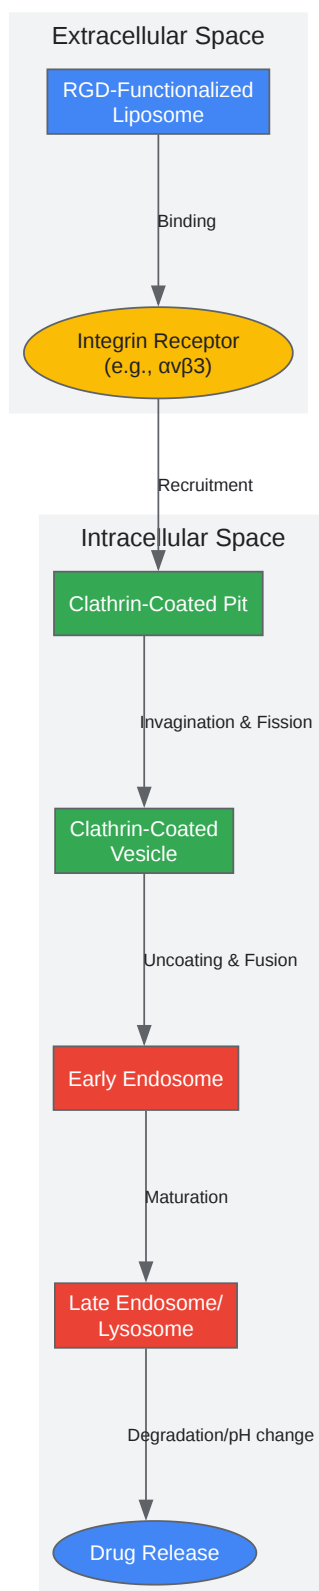 Extracellular Space
RGD-Functionalized
Liposome
Binding
Integrin Receptor
(e.g., αvβ3)
Recruitment
Intracellular Space
Clathrin-Coated Pit
Invagination & Fission
Clathrin-Coated
Vesicle
Uncoating & Fusion
Early Endosome
Maturation
Late Endosome/
Lysosome
Degradation/pH change
Drug Release